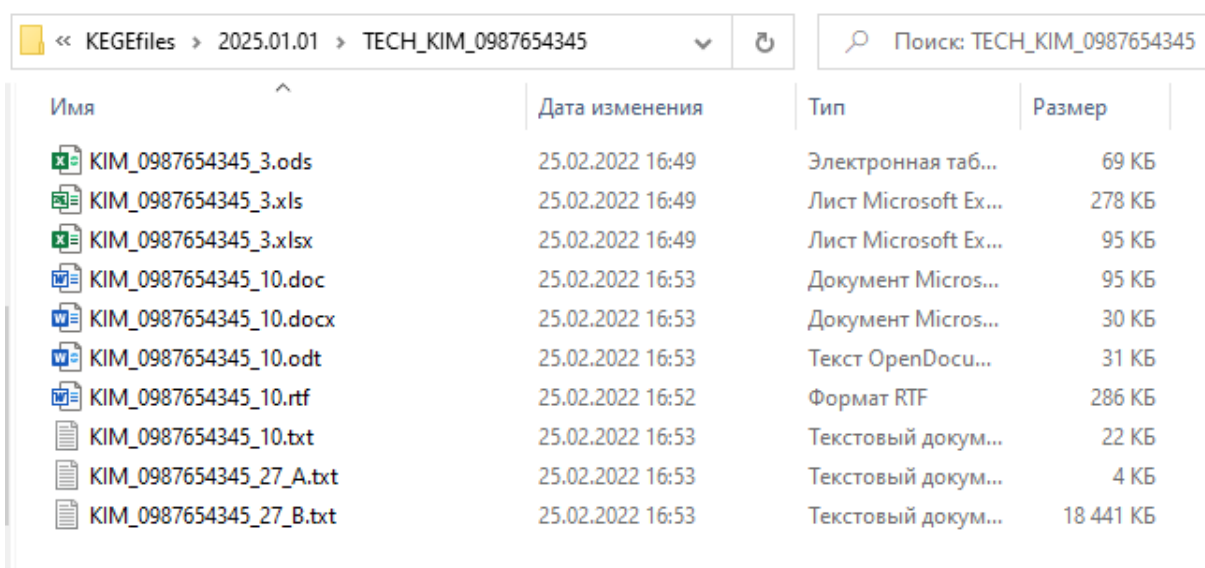 « KEGEfiles › 2025.01.01 › TECH_KIM_0987654345 Поиск: TECH_KIM_0987654345
Имя Дата изменения Тип Размер
KIM_0987654345_3.ods 25.02.2022 16:49 Электронная таб... 69 КБ
KIM_0987654345_3.xls 25.02.2022 16:49 Лист Microsoft Ex... 278 КБ
KIM_0987654345_3.xlsx 25.02.2022 16:49 Лист Microsoft Ex... 95 КБ
KIM_0987654345_10.doc 25.02.2022 16:53 Документ Micros... 95 КБ
KIM_0987654345_10.docx 25.02.2022 16:53 Документ Micros... 30 КБ
KIM_0987654345_10.odt 25.02.2022 16:53 Текст OpenDocu... 31 КБ
KIM_0987654345_10.rtf 25.02.2022 16:52 Формат RTF 286 КБ
KIM_0987654345_10.txt 25.02.2022 16:53 Текстовый докум... 22 КБ
KIM_0987654345_27_A.txt 25.02.2022 16:53 Текстовый докум... 4 КБ
KIM_0987654345_27_B.txt 25.02.2022 16:53 Текстовый докум... 18 441 КБ